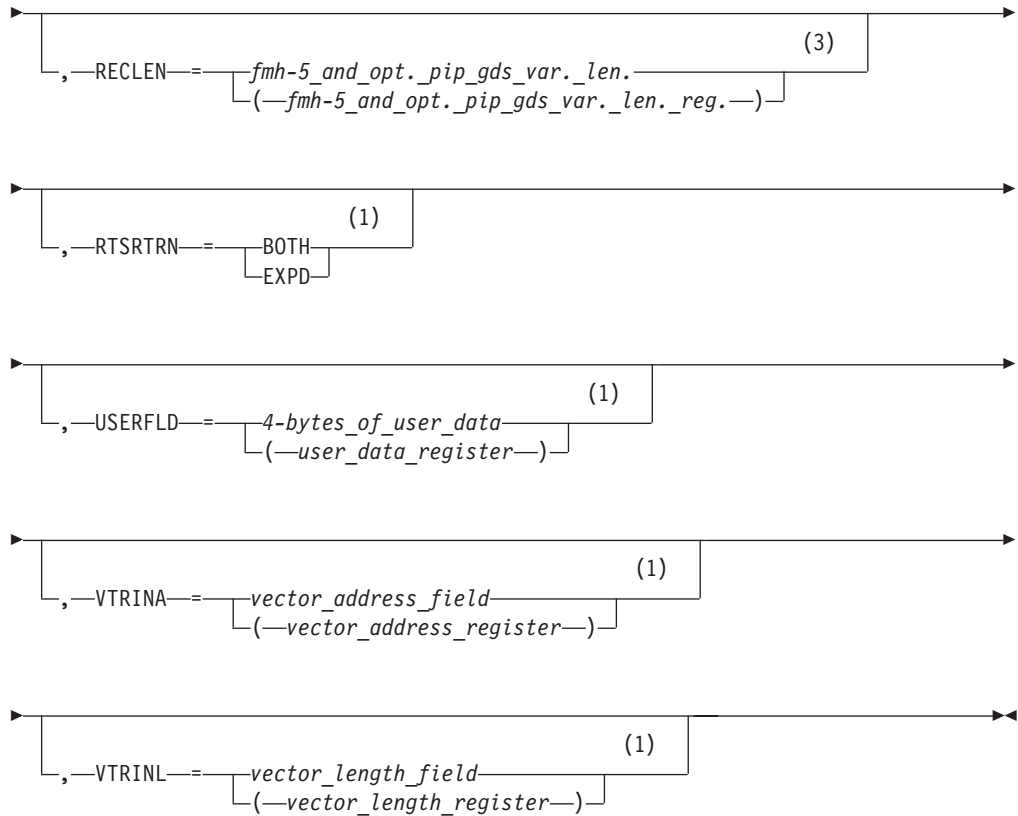 (3)
, RECLEN = fmh-5_and_opt._pip_gds_var._len.
( fmh-5_and_opt._pip_gds_var._len._reg. )
(1)
, RTSRTRN = BOTH
EXPD
(1)
, USERFLD = 4-bytes_of_user_data
( user_data_register )
(1)
, VTRINA = vector_address_field
( vector_address_register )
(1)
, VTRINL = vector_length_field
( vector_length_register )